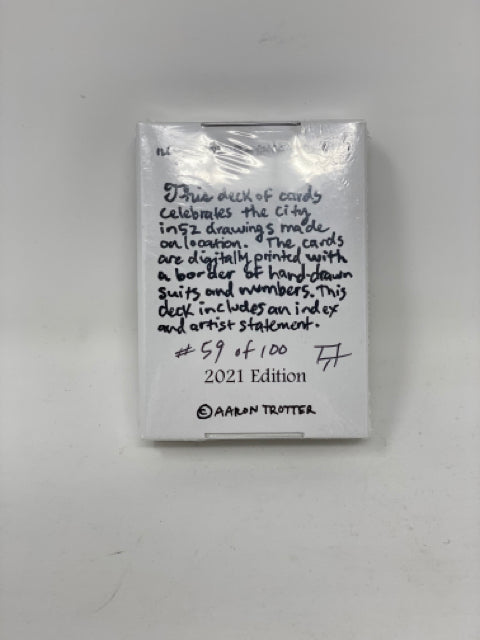 This deck of cards
celebrates the city
in 52 drawings made
on location. The cards
are digitally printed with
a border of hand-drawn
suits and numbers. This
deck includes an index
and artist statement.
#59 of 100
2021 Edition
© AARON TROTTER